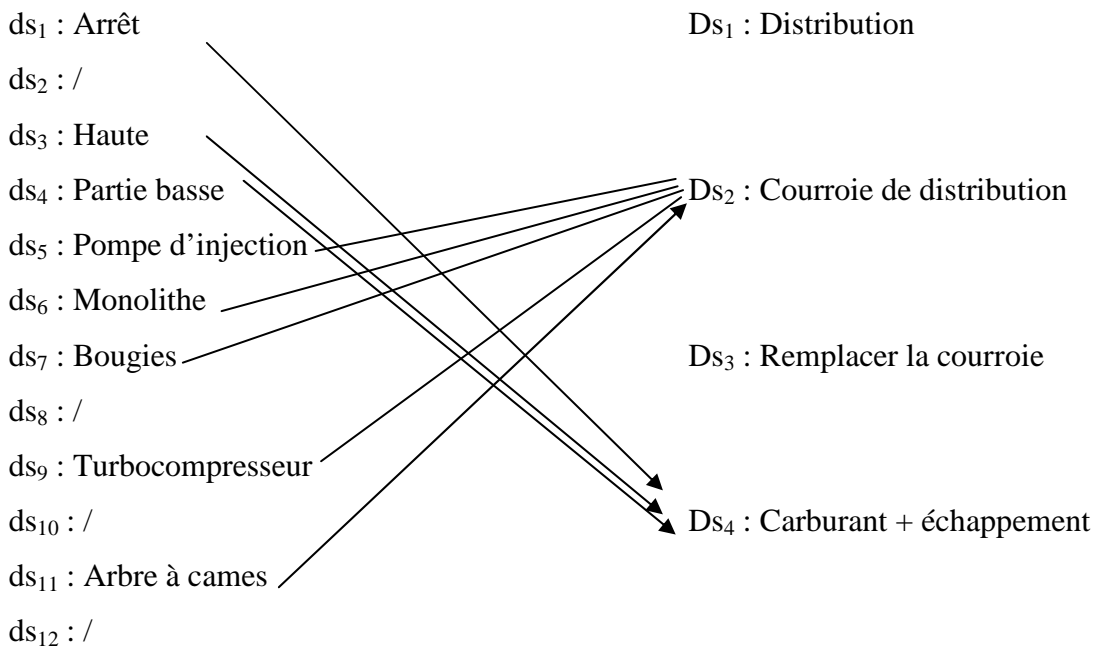 ds₁ : Arrêt Ds₁ : Distribution
ds₂ : /
ds₃ : Haute
ds₄ : Partie basse Ds₂ : Courroie de distribution
ds₅ : Pompe d’injection
ds₆ : Monolithe
ds₇ : Bougies Ds₃ : Remplacer la courroie
ds₈ : /
ds₉ : Turbocompresseur
ds₁₀ : / Ds₄ : Carburant + échappement
ds₁₁ : Arbre à cames
ds₁₂ : /